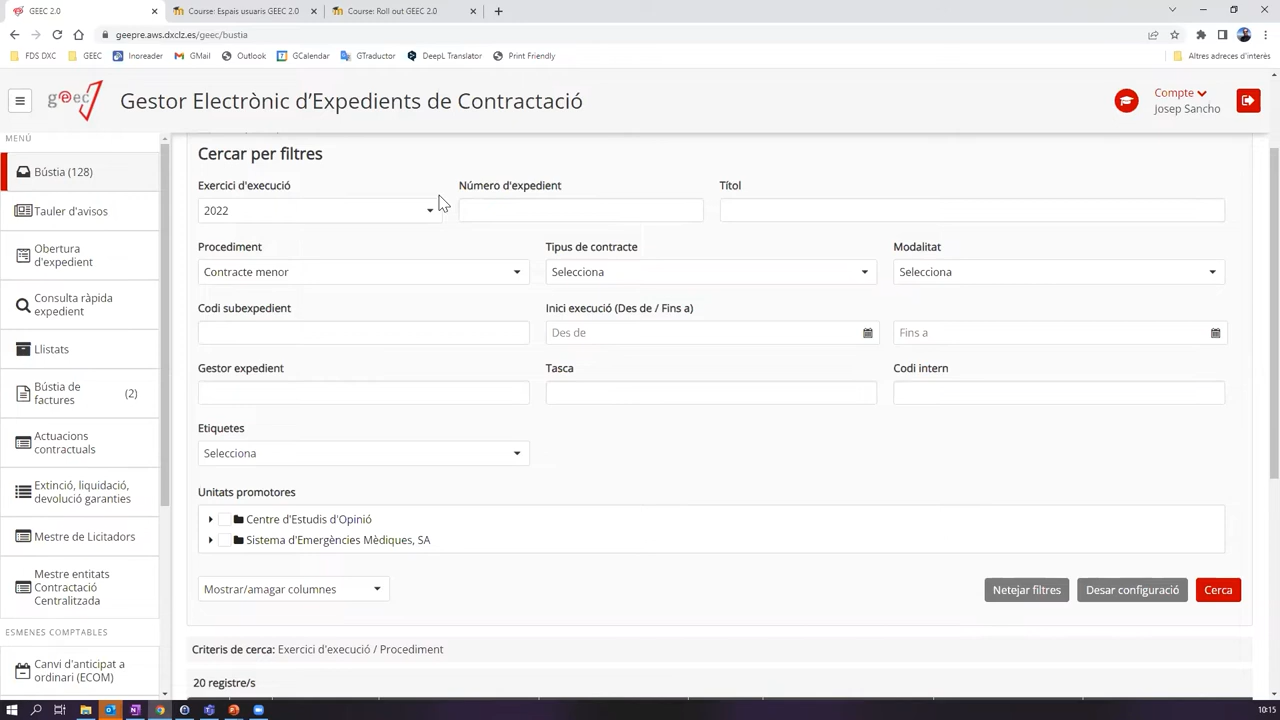 GEEC 2.0
Course: Espais usuaris GEEC 2.0
Course: Roll out GEEC 2.0
geepre.aws.dxclz.es/geec/bustia
FDS DXC
GEEC
Inoreader
GMail
Outlook
GCalendar
GTraductor
DeepL Translator
Print Friendly
Altres adreces d'interès
geec
Gestor Electrònic d'Expedients de Contractació
Compte
Josep Sancho
MENÚ
Bústia (128)
Tauler d'avisos
Obertura
d'expedient
Consulta ràpida
expedient
Llistats
Bústia de
factures
(2)
Actuacions
contractuals
Extinció, liquidació,
devolució garanties
Mestre de Licitadors
Mestre entitats
Contractació
Centralitzada
ESMENES COMPTABLES
Canvi d'anticipat a
ordinari (ECOM)
Cercar per filtres
Exercici d'execució
Número d'expedient
Títol
2022
Procediment
Tipus de contracte
Modalitat
Contracte menor
Selecciona
Selecciona
Codi subexpedient
Inici execució (Des de / Fins a)
Des de
Fins a
Gestor expedient
Tasca
Codi intern
Etiquetes
Selecciona
Unitats promotores
Centre d'Estudis d'Opinió
Sistema d'Emergències Mèdiques, SA
Mostrar/amagar columnes
Netejar filtres
Desar configuració
Cerca
Criteris de cerca: Exercici d'execució / Procediment
20 registre/s
10:15